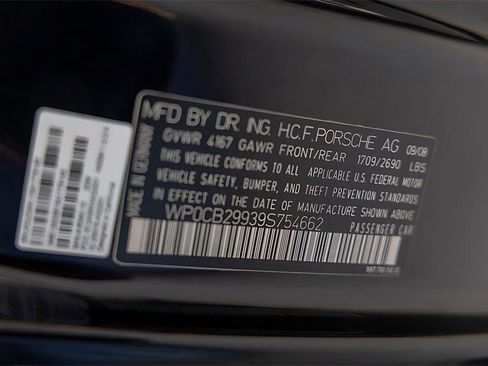 MFD BY DR. ING. H.C.F. PORSCHE AG 09/08
GVWR 4167 GAWR FRONT/REAR 1709/2690 LBS
THIS VEHICLE CONFORMS TO ALL APPLICABLE U.S. FEDERAL MOTOR
VEHICLE SAFETY, BUMPER, AND THEFT PREVENTION STANDARDS
IN EFFECT ON THE DATE OF MANUFACTURE SHOWN ABOVE
WP0CB29939S754662 PASSENGER CAR
MADE IN GERMANY